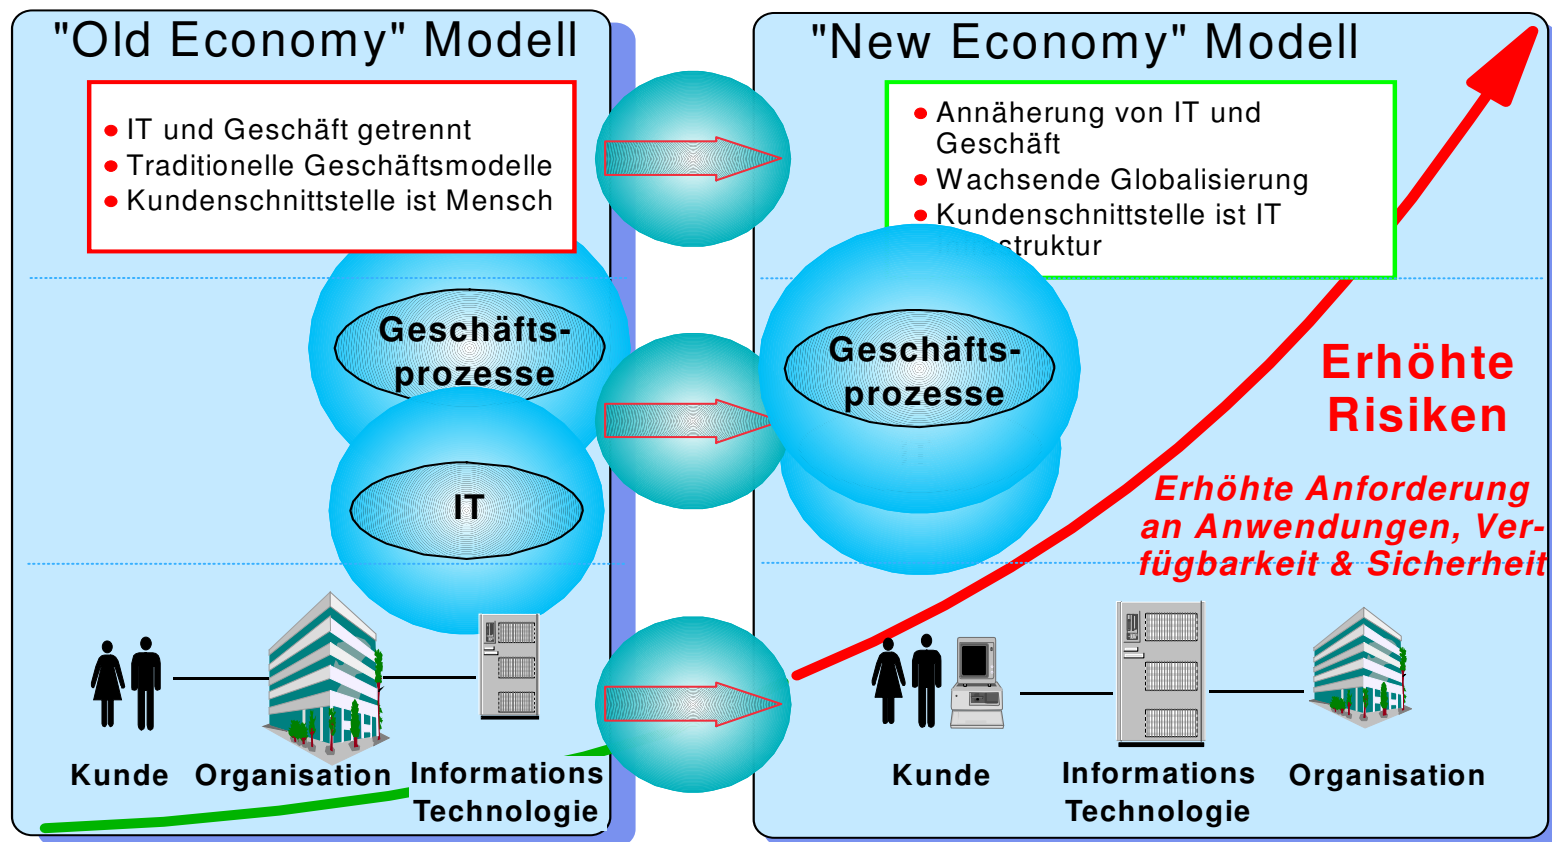 "Old Economy" Modell
IT und Geschäft getrennt
Traditionelle Geschäftsmodelle
Kundenschnittstelle ist Mensch
Geschäfts-
prozesse
IT
Kunde
Organisation
Informations
Technologie
"New Economy" Modell
Annäherung von IT und
Geschäft
Wachsende Globalisierung
Kundenschnittstelle ist IT
Infrastruktur
Geschäfts-
prozesse
Erhöhte
Risiken
Erhöhte Anforderung
an Anwendungen, Ver-
fügbarkeit & Sicherheit
Kunde
Informations
Technologie
Organisation